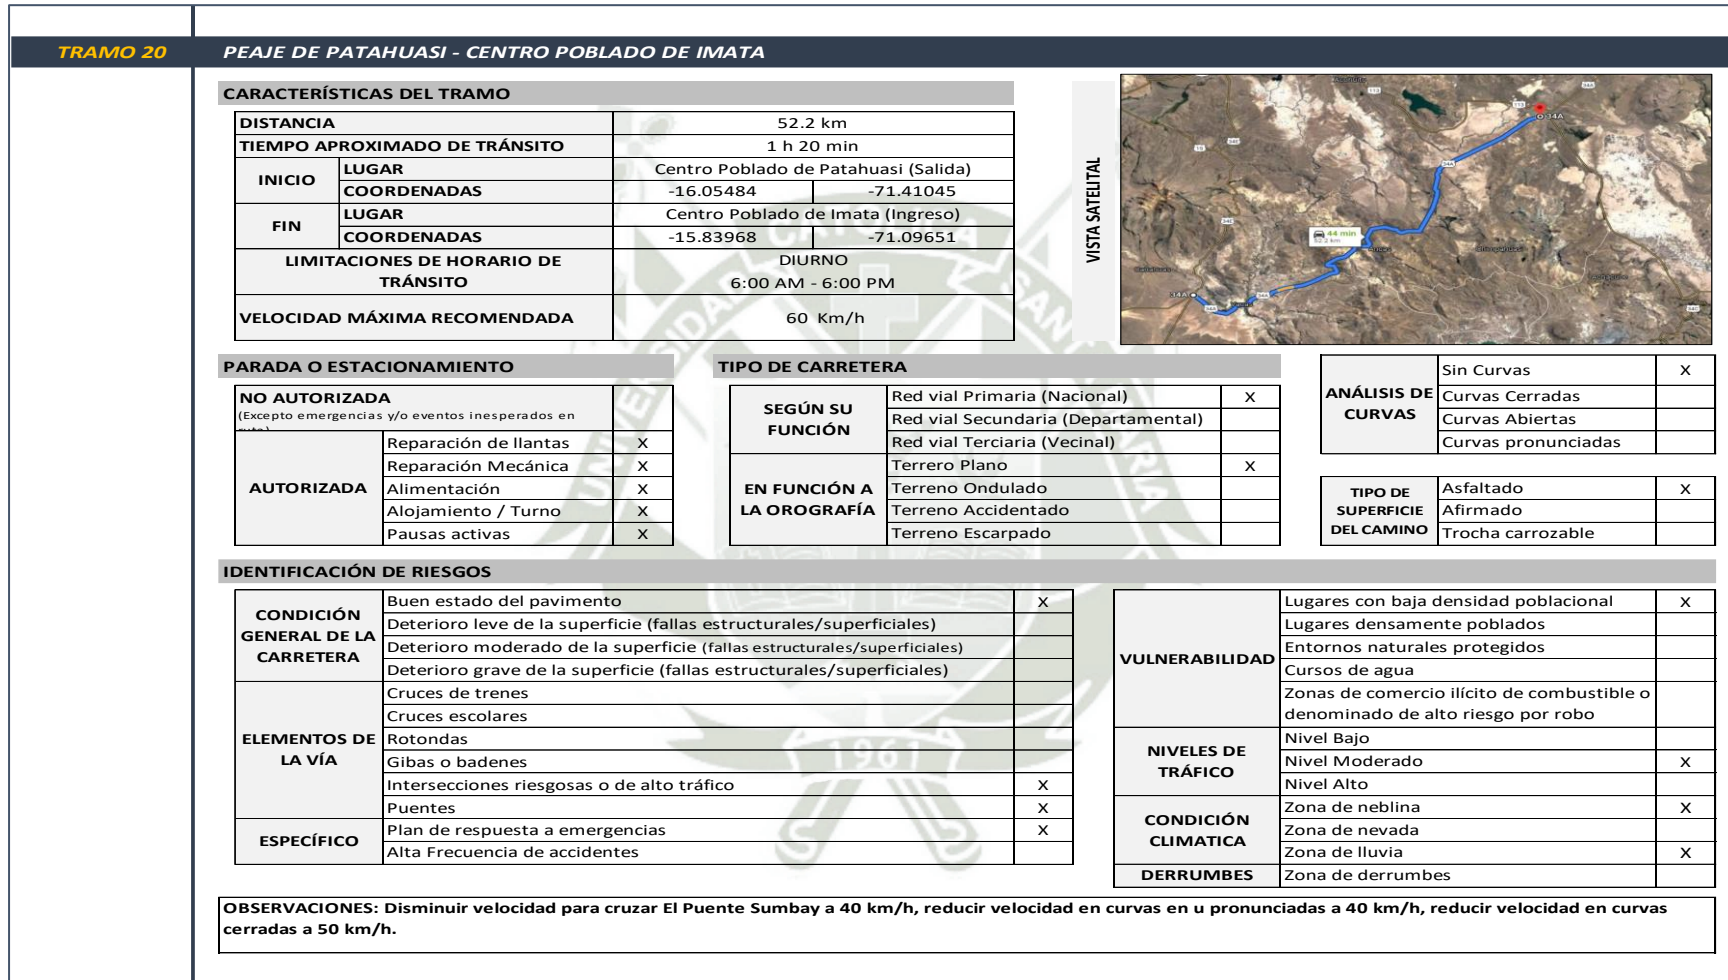 TRAMO 20 PEAJE DE PATAHUASI - CENTRO POBLADO DE IMATA
CARACTERÍSTICAS DEL TRAMO
DISTANCIA 52.2 km
TIEMPO APROXIMADO DE TRÁNSITO 1 h 20 min
INICIO
LUGAR Centro Poblado de Patahuasi (Salida)
COORDENADAS -16.05484 -71.41045
FIN
LUGAR Centro Poblado de Imata (Ingreso)
COORDENADAS -15.83968 -71.09651
LIMITACIONES DE HORARIO DE
TRÁNSITO
DIURNO
6:00 AM - 6:00 PM
VELOCIDAD MÁXIMA RECOMENDADA 60 Km/h
VISTA SATELITAL
34A
34A
44 min
52.2 km
PARADA O ESTACIONAMIENTO
NO AUTORIZADA
(Excepto emergencias y/o eventos inesperados en
ruta)
AUTORIZADA
Reparación de llantas X
Reparación Mecánica X
Alimentación X
Alojamiento / Turno X
Pausas activas X
TIPO DE CARRETERA
SEGÚN SU
FUNCIÓN
Red vial Primaria (Nacional) X
Red vial Secundaria (Departamental)
Red vial Terciaria (Vecinal)
EN FUNCIÓN A
LA OROGRAFÍA
Terrero Plano X
Terreno Ondulado
Terreno Accidentado
Terreno Escarpado
ANÁLISIS DE
CURVAS
Sin Curvas X
Curvas Cerradas
Curvas Abiertas
Curvas pronunciadas
TIPO DE
SUPERFICIE
DEL CAMINO
Asfaltado X
Afirmado
Trocha carrozable
IDENTIFICACIÓN DE RIESGOS
CONDICIÓN
GENERAL DE LA
CARRETERA
Buen estado del pavimento X
Deterioro leve de la superficie (fallas estructurales/superficiales)
Deterioro moderado de la superficie (fallas estructurales/superficiales)
Deterioro grave de la superficie (fallas estructurales/superficiales)
ELEMENTOS DE
LA VÍA
Cruces de trenes
Cruces escolares
Rotondas
Gibas o badenes
Intersecciones riesgosas o de alto tráfico X
Puentes X
ESPECÍFICO
Plan de respuesta a emergencias X
Alta Frecuencia de accidentes
VULNERABILIDAD
Lugares con baja densidad poblacional X
Lugares densamente poblados
Entornos naturales protegidos
Cursos de agua
Zonas de comercio ilícito de combustible o
denominado de alto riesgo por robo
NIVELES DE
TRÁFICO
Nivel Bajo
Nivel Moderado X
Nivel Alto
CONDICIÓN
CLIMATICA
Zona de neblina X
Zona de nevada
Zona de lluvia X
DERRUMBES Zona de derrumbes
OBSERVACIONES: Disminuir velocidad para cruzar El Puente Sumbay a 40 km/h, reducir velocidad en curvas en u pronunciadas a 40 km/h, reducir velocidad en curvas
cerradas a 50 km/h.
UNIVERSIDAD CATOLICA SANTA MARIA
1961